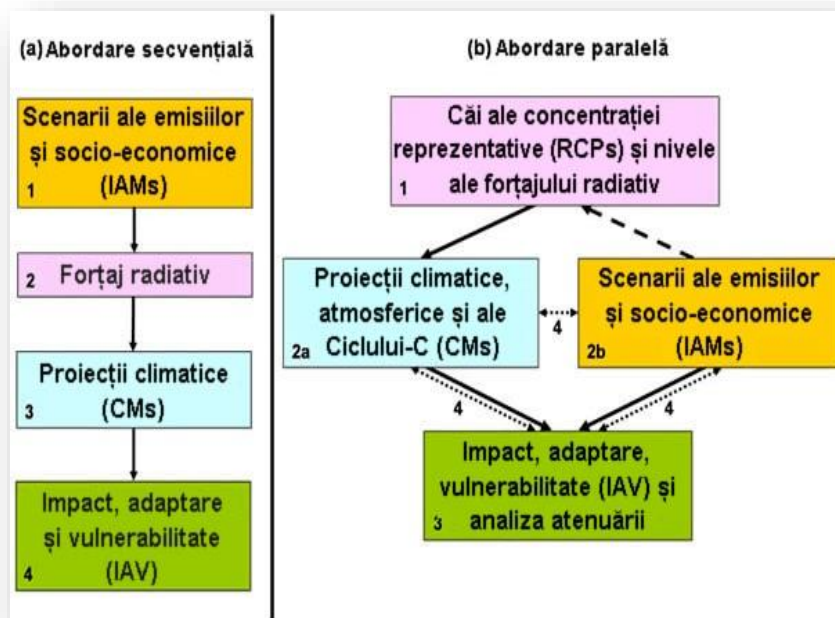 (a) Abordare secvențială
Scenarii ale emisiilor
și socio-economice
(IAMs)
1
2 Forțaj radiativ
Proiecții climatice
(CMs)
3
Impact, adaptare
și vulnerabilitate
(IAV)
4
(b) Abordare paralelă
Căi ale concentrației
reprezentative (RCPs) și nivele
ale forțajului radiativ
1
Proiecții climatice,
atmosferice și ale
Ciclului-C (CMs)
2a
4
Scenarii ale emisiilor
și socio-economice
(IAMs)
2b
4
4
Impact, adaptare,
vulnerabilitate (IAV) și
analiza atenuării
3